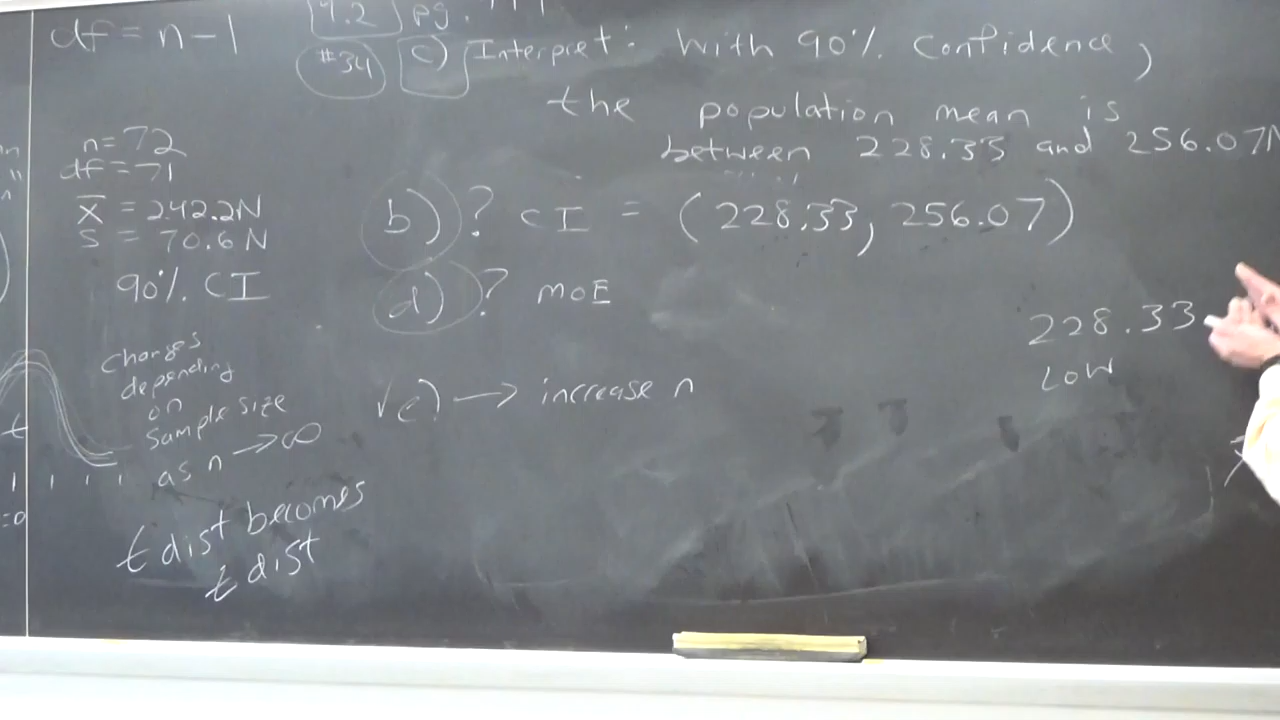 df = n-1
9.2 pg.
#34 c) Interpret: With 90% Confidence,
the population mean is
between 228.33 and 256.07N
n=72
df=71
x̄ = 242.2N
S = 70.6N
90% CI
b)? CI = (228.33, 256.07)
d)? MoE
228.33
LOW
changes
depending
on
sample size
as n → ∞
√e) → increase n
t dist becomes
z dist
t
=0